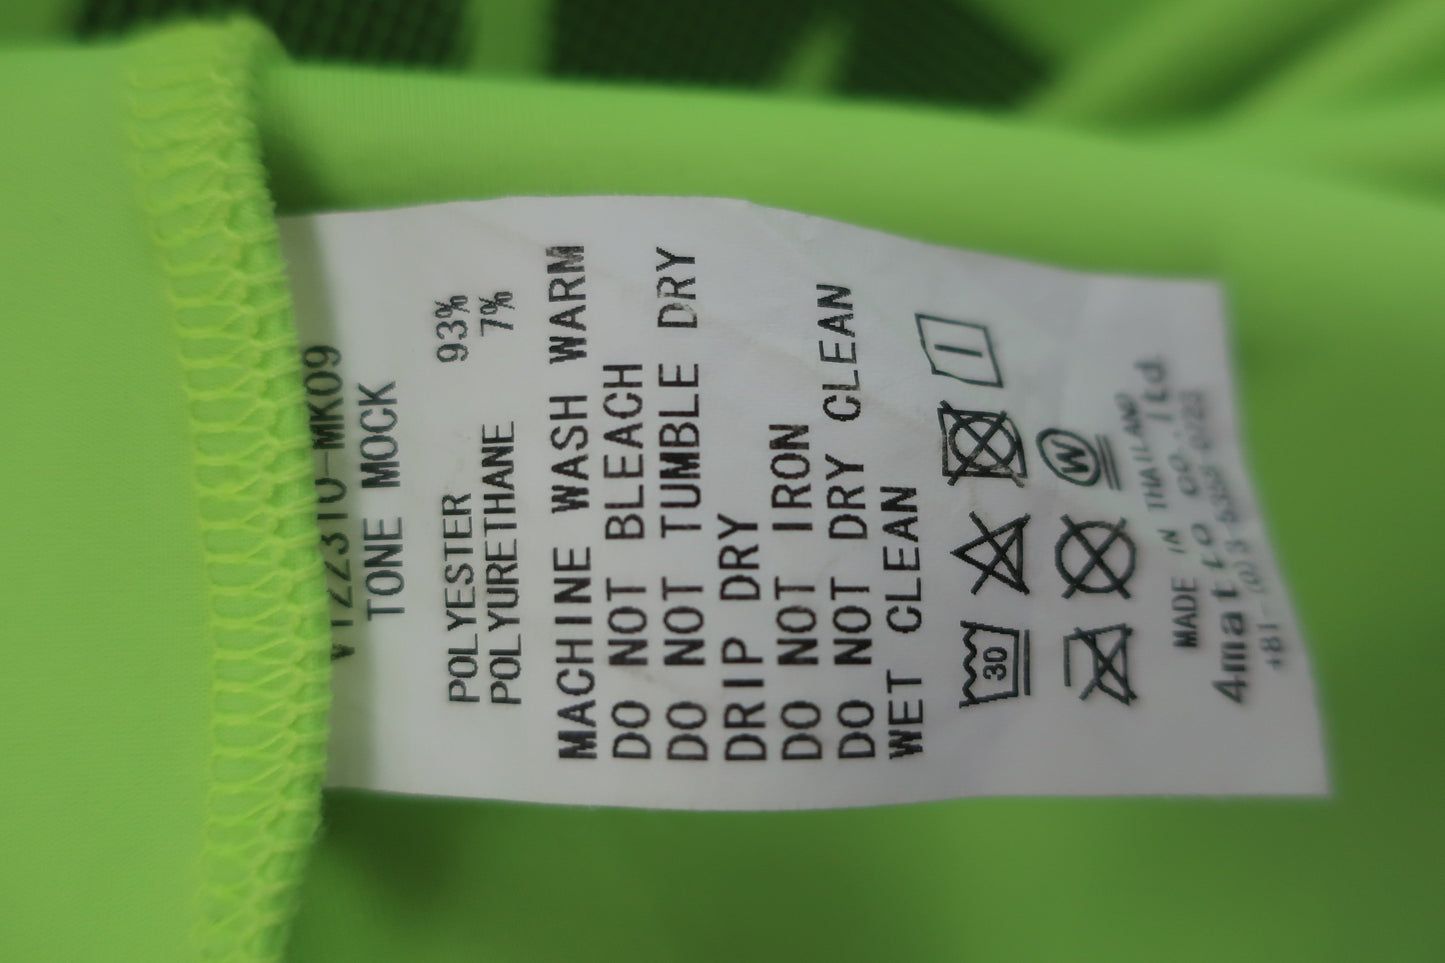 TONE MOCK
POLYESTER 93%
POLYURETHANE 7%
MACHINE WASH WARM
DO NOT BLEACH
DO NOT TUMBLE DRY
DRIP DRY
DO NOT IRON
DO NOT DRY CLEAN
WET CLEAN
30
W
MADE IN THAILAND